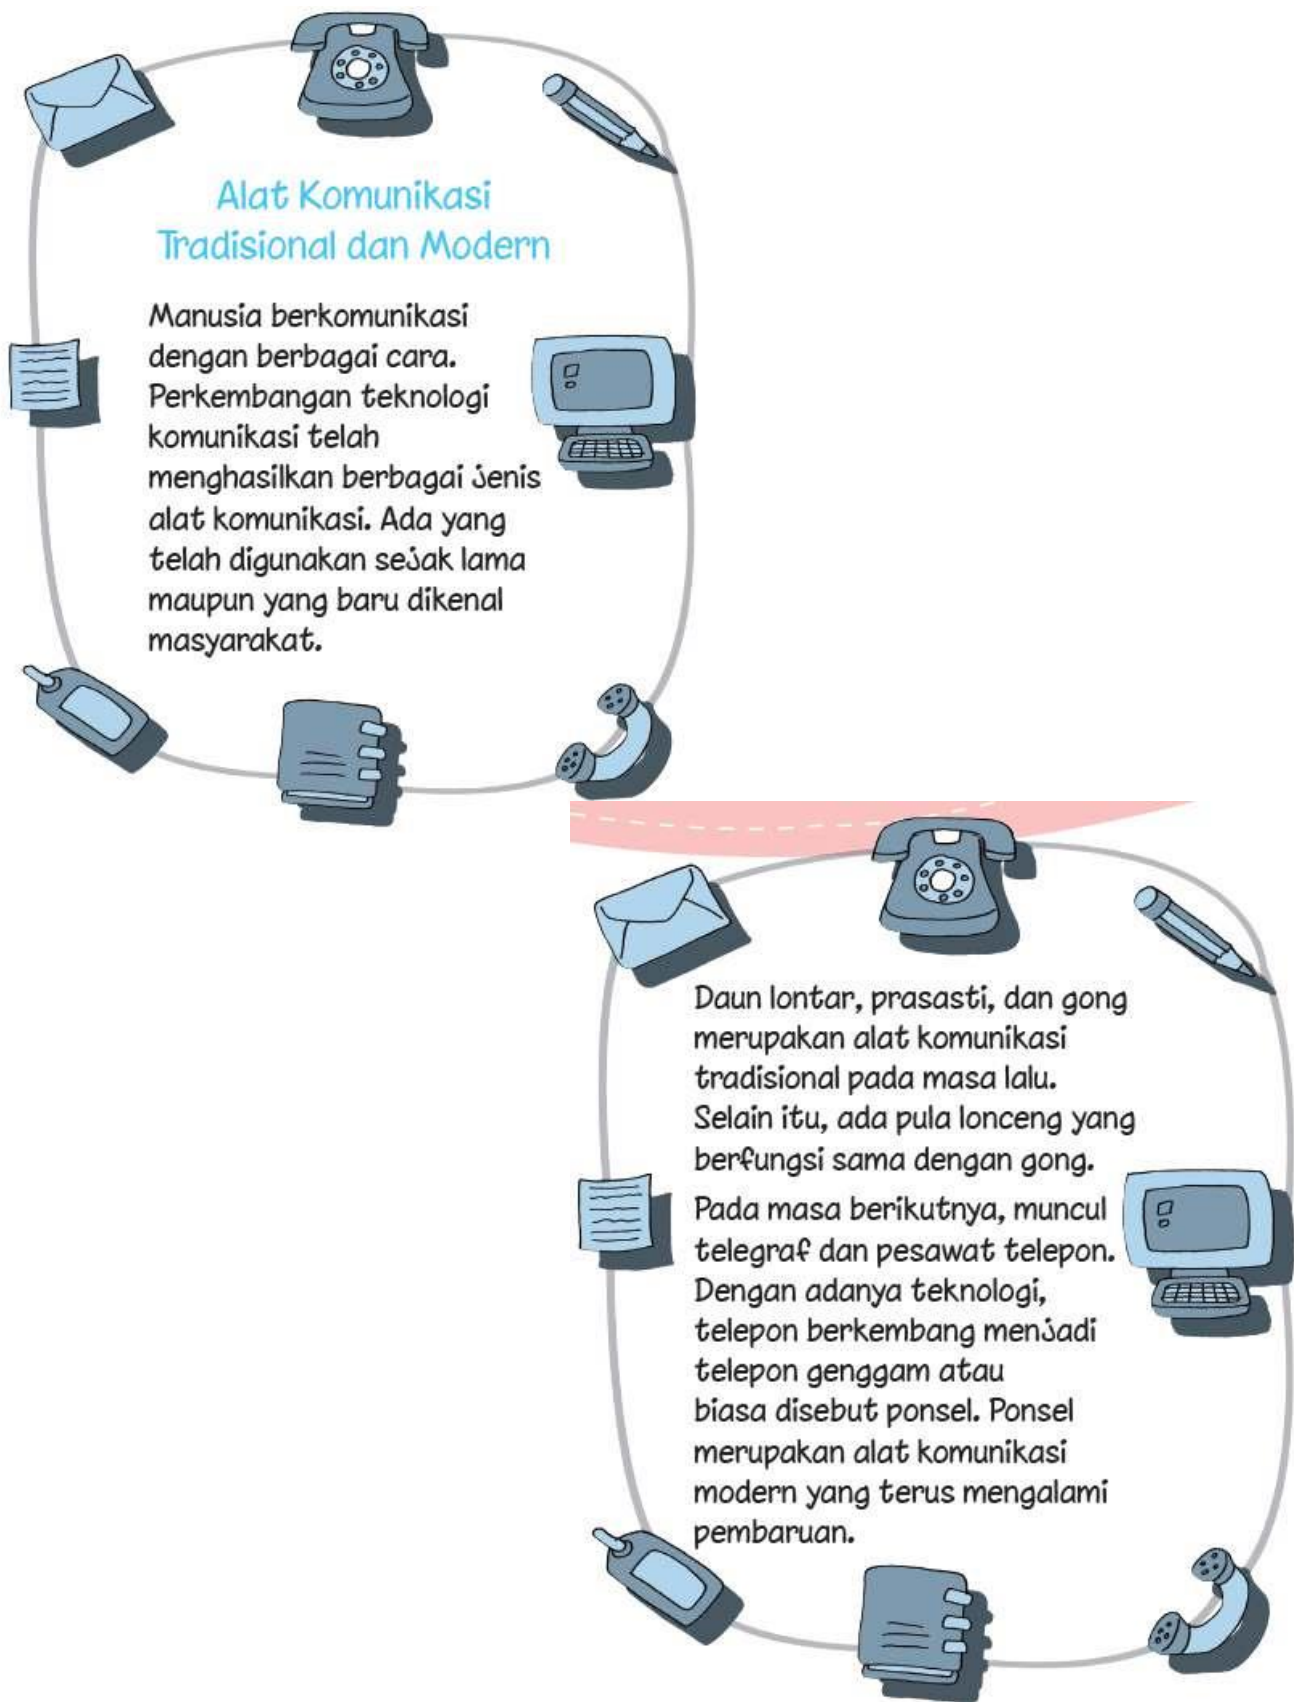 Alat Komunikasi
Tradisional dan Modern
Manusia berkomunikasi
dengan berbagai cara.
Perkembangan teknologi
komunikasi telah
menghasilkan berbagai jenis
alat komunikasi. Ada yang
telah digunakan sejak lama
maupun yang baru dikenal
masyarakat.
Daun lontar, prasasti, dan gong
merupakan alat komunikasi
tradisional pada masa lalu.
Selain itu, ada pula lonceng yang
berfungsi sama dengan gong.
Pada masa berikutnya, muncul
telegraf dan pesawat telepon.
Dengan adanya teknologi,
telepon berkembang menjadi
telepon genggam atau
biasa disebut ponsel. Ponsel
merupakan alat komunikasi
modern yang terus mengalami
pembaruan.